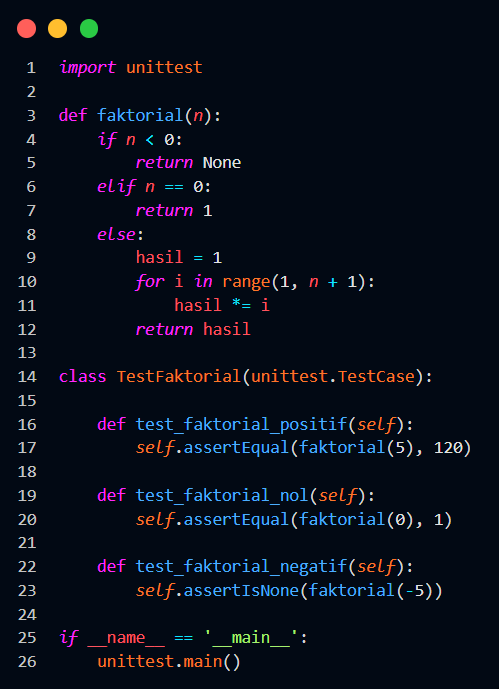 1 import unittest
2
3 def faktorial(n):
4     if n < 0:
5         return None
6     elif n == 0:
7         return 1
8     else:
9         hasil = 1
10         for i in range(1, n + 1):
11             hasil *= i
12         return hasil
13
14 class TestFaktorial(unittest.TestCase):
15
16     def test_faktorial_positif(self):
17         self.assertEqual(faktorial(5), 120)
18
19     def test_faktorial_nol(self):
20         self.assertEqual(faktorial(0), 1)
21
22     def test_faktorial_negatif(self):
23         self.assertIsNone(faktorial(-5))
24
25 if __name__ == '__main__':
26     unittest.main()